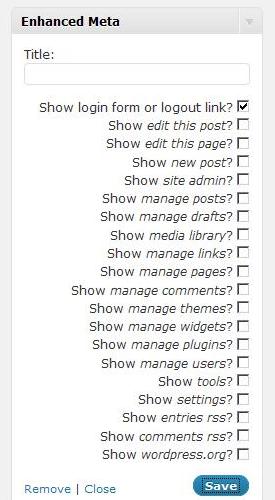 Enhanced Meta
Title:
Show login form or logout link?
Show edit this post?
Show edit this page?
Show new post?
Show site admin?
Show manage posts?
Show manage drafts?
Show media library?
Show manage links?
Show manage pages?
Show manage comments?
Show manage themes?
Show manage widgets?
Show manage plugins?
Show manage users?
Show tools?
Show settings?
Show entries rss?
Show comments rss?
Show wordpress.org?
Remove | Close Save